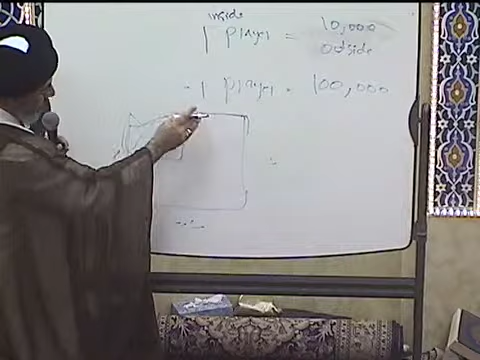 inside
1 prayer = 10,000
outside
-1 prayer = 100,000